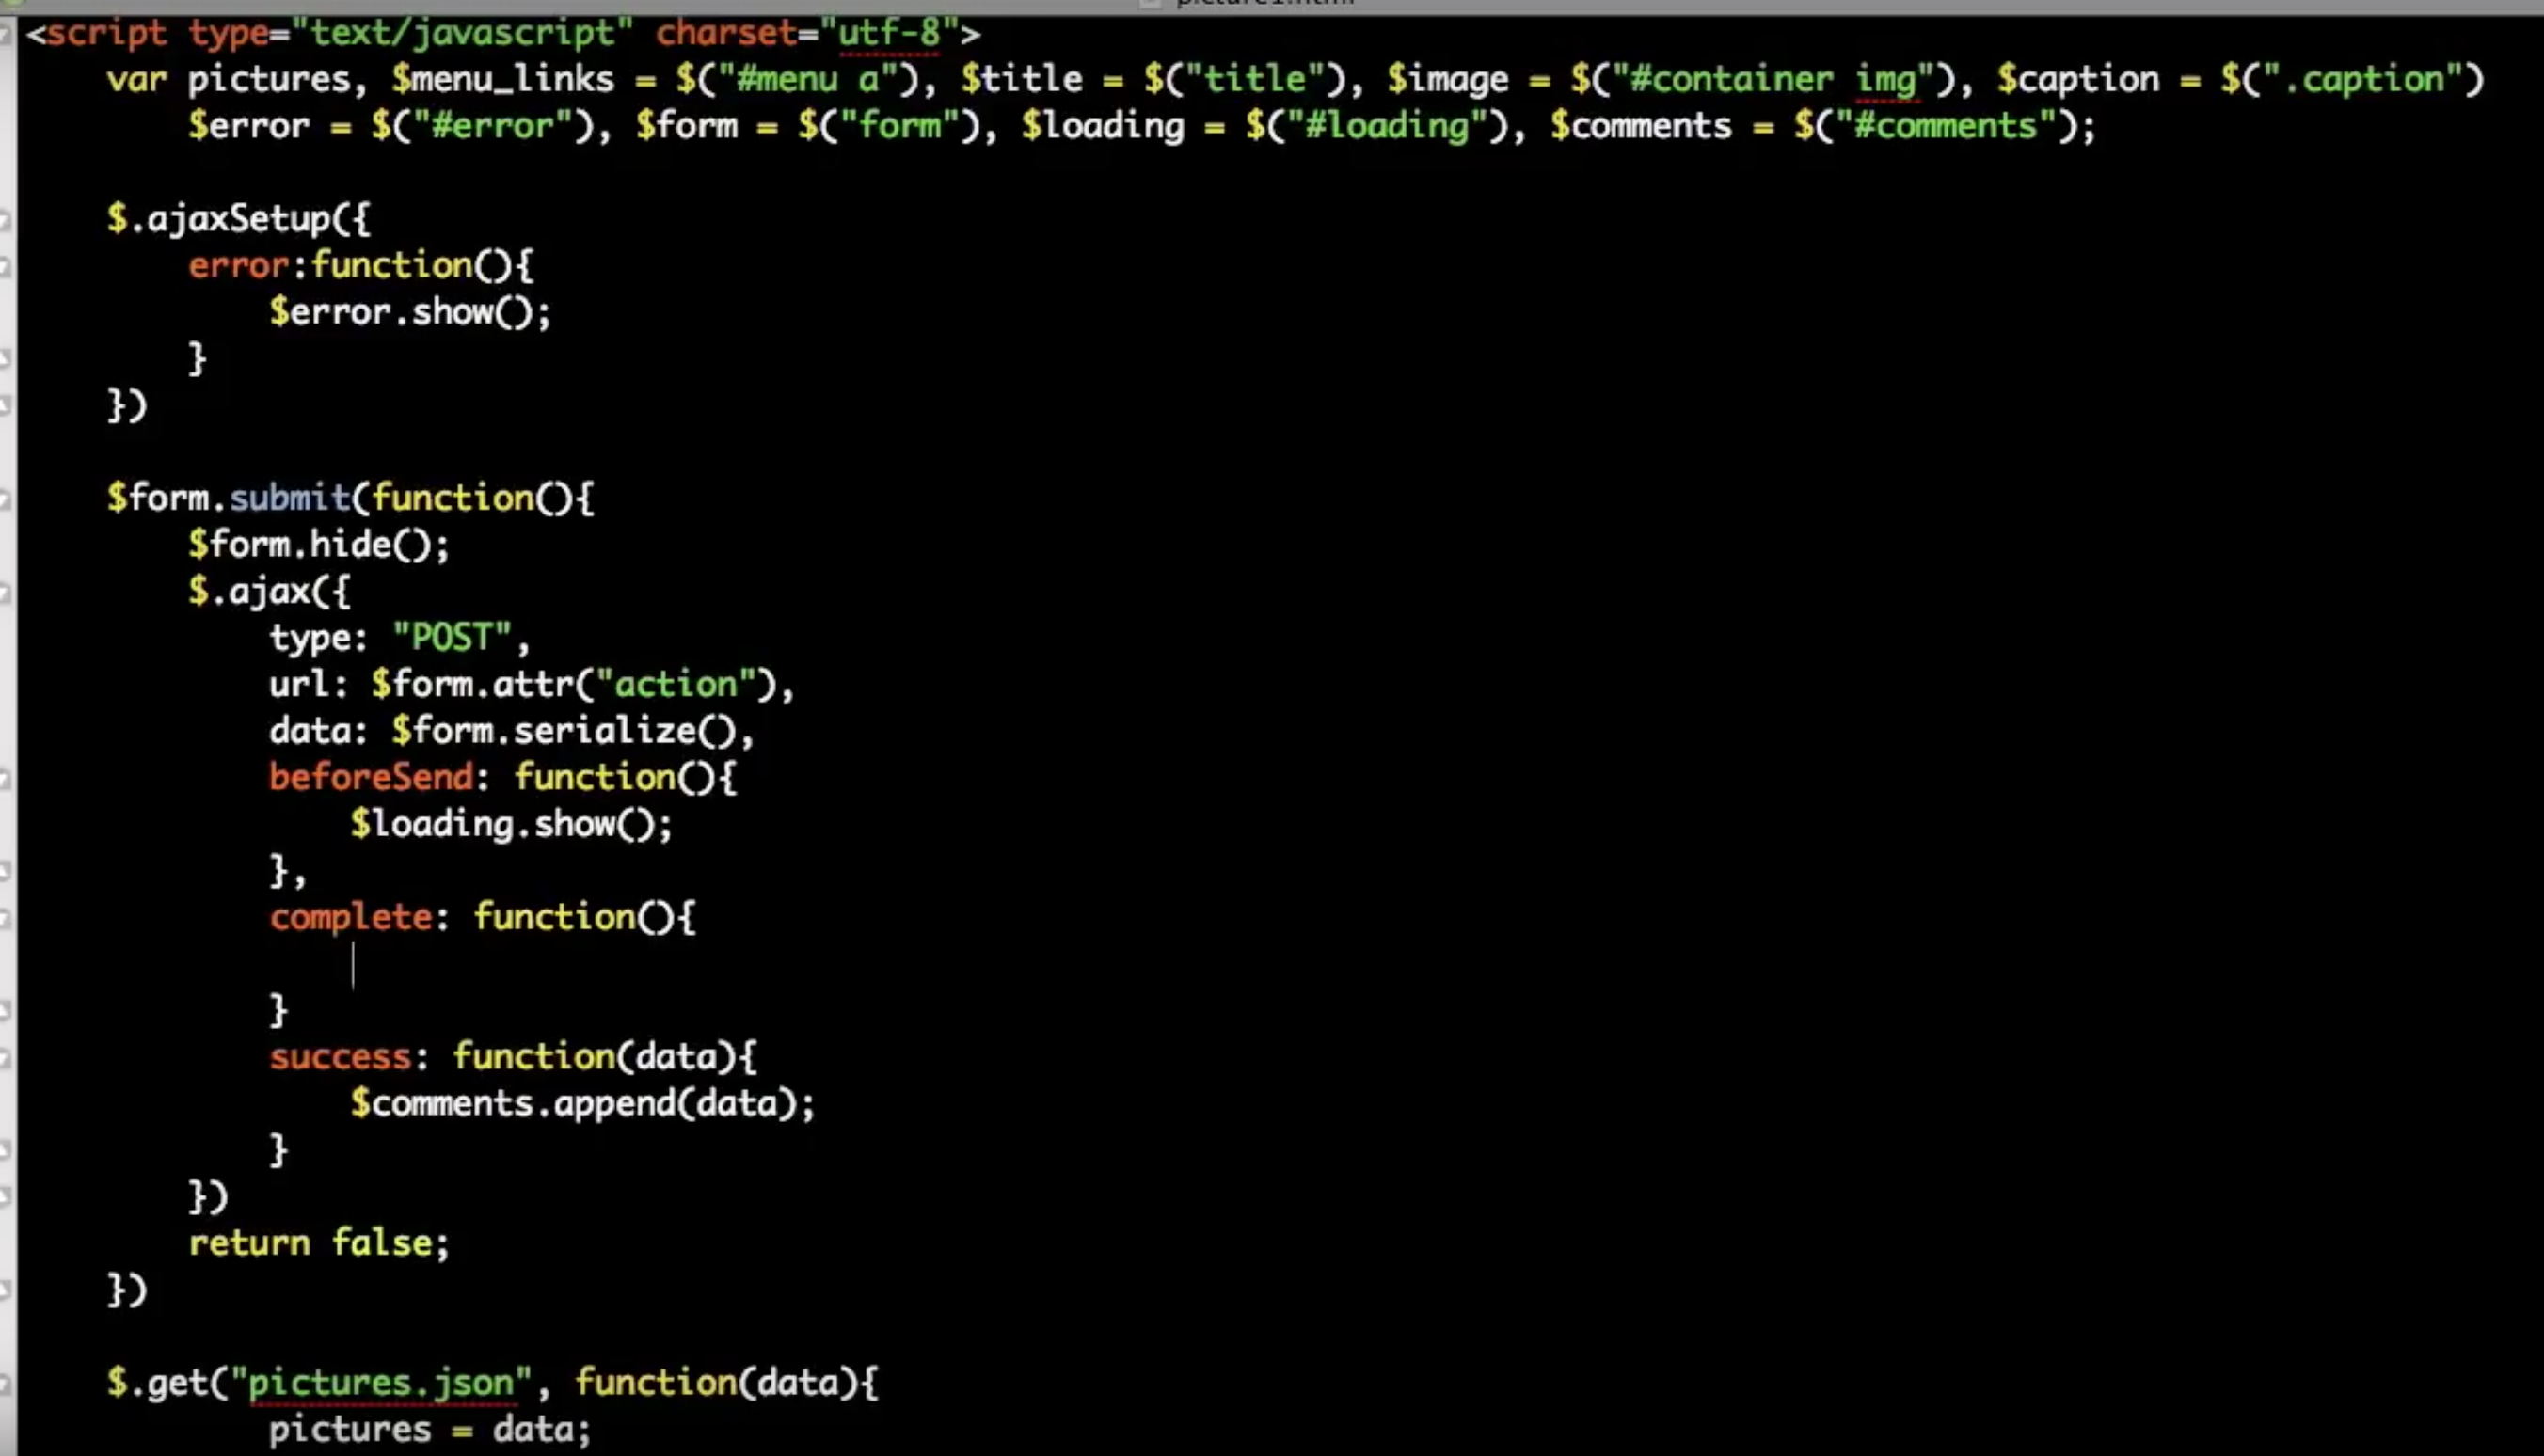 <script type="text/javascript" charset="utf-8">
    var pictures, $menu_links = $("#menu a"), $title = $("title"), $image = $("#container img"), $caption = $(".caption")
        $error = $("#error"), $form = $("form"), $loading = $("#loading"), $comments = $("#comments");

    $.ajaxSetup({
        error:function(){
            $error.show();
        }
    })

    $form.submit(function(){
        $form.hide();
        $.ajax({
            type: "POST",
            url: $form.attr("action"),
            data: $form.serialize(),
            beforeSend: function(){
                $loading.show();
            },
            complete: function(){

            }
            success: function(data){
                $comments.append(data);
            }
        })
        return false;
    })

    $.get("pictures.json", function(data){
            pictures = data;